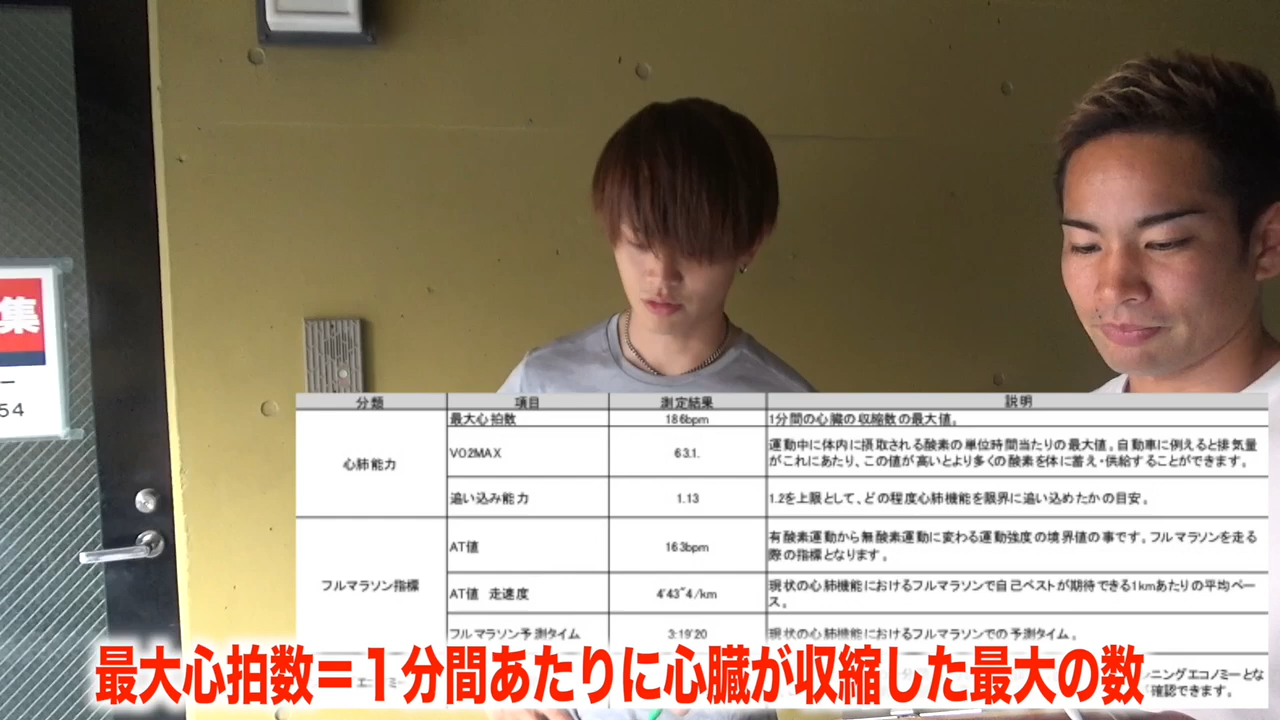 集
ー
54
分類 項目 測定結果 説明
最大心拍数 186bpm 1分間の心臓の収縮数の最大値。
心肺能力
VO2MAX 63.1.
運動中に体内に摂取される酸素の単位時間当たりの最大値。自動車に例えると排気量
がこれにあたり、この値が高いとより多くの酸素を体に蓄え・供給することができます。
追い込み能力 1.13 1.2を上限として、どの程度心肺機能を限界に追い込めたかの目安。
フルマラソン指標
AT値 163bpm
有酸素運動から無酸素運動に変わる運動強度の境界値の事です。フルマラソンを走る
際の指標となります。
AT値 走速度 4'43"4/km
現状の心肺機能におけるフルマラソンで自己ベストが期待できる1kmあたりの平均ペー
ス。
フルマラソン予測タイム 3:19'20 現状の心肺機能におけるフルマラソンでの予測タイム。
ニングエコノミーとな
確認できます。
最大心拍数＝１分間あたりに心臓が収縮した最大の数